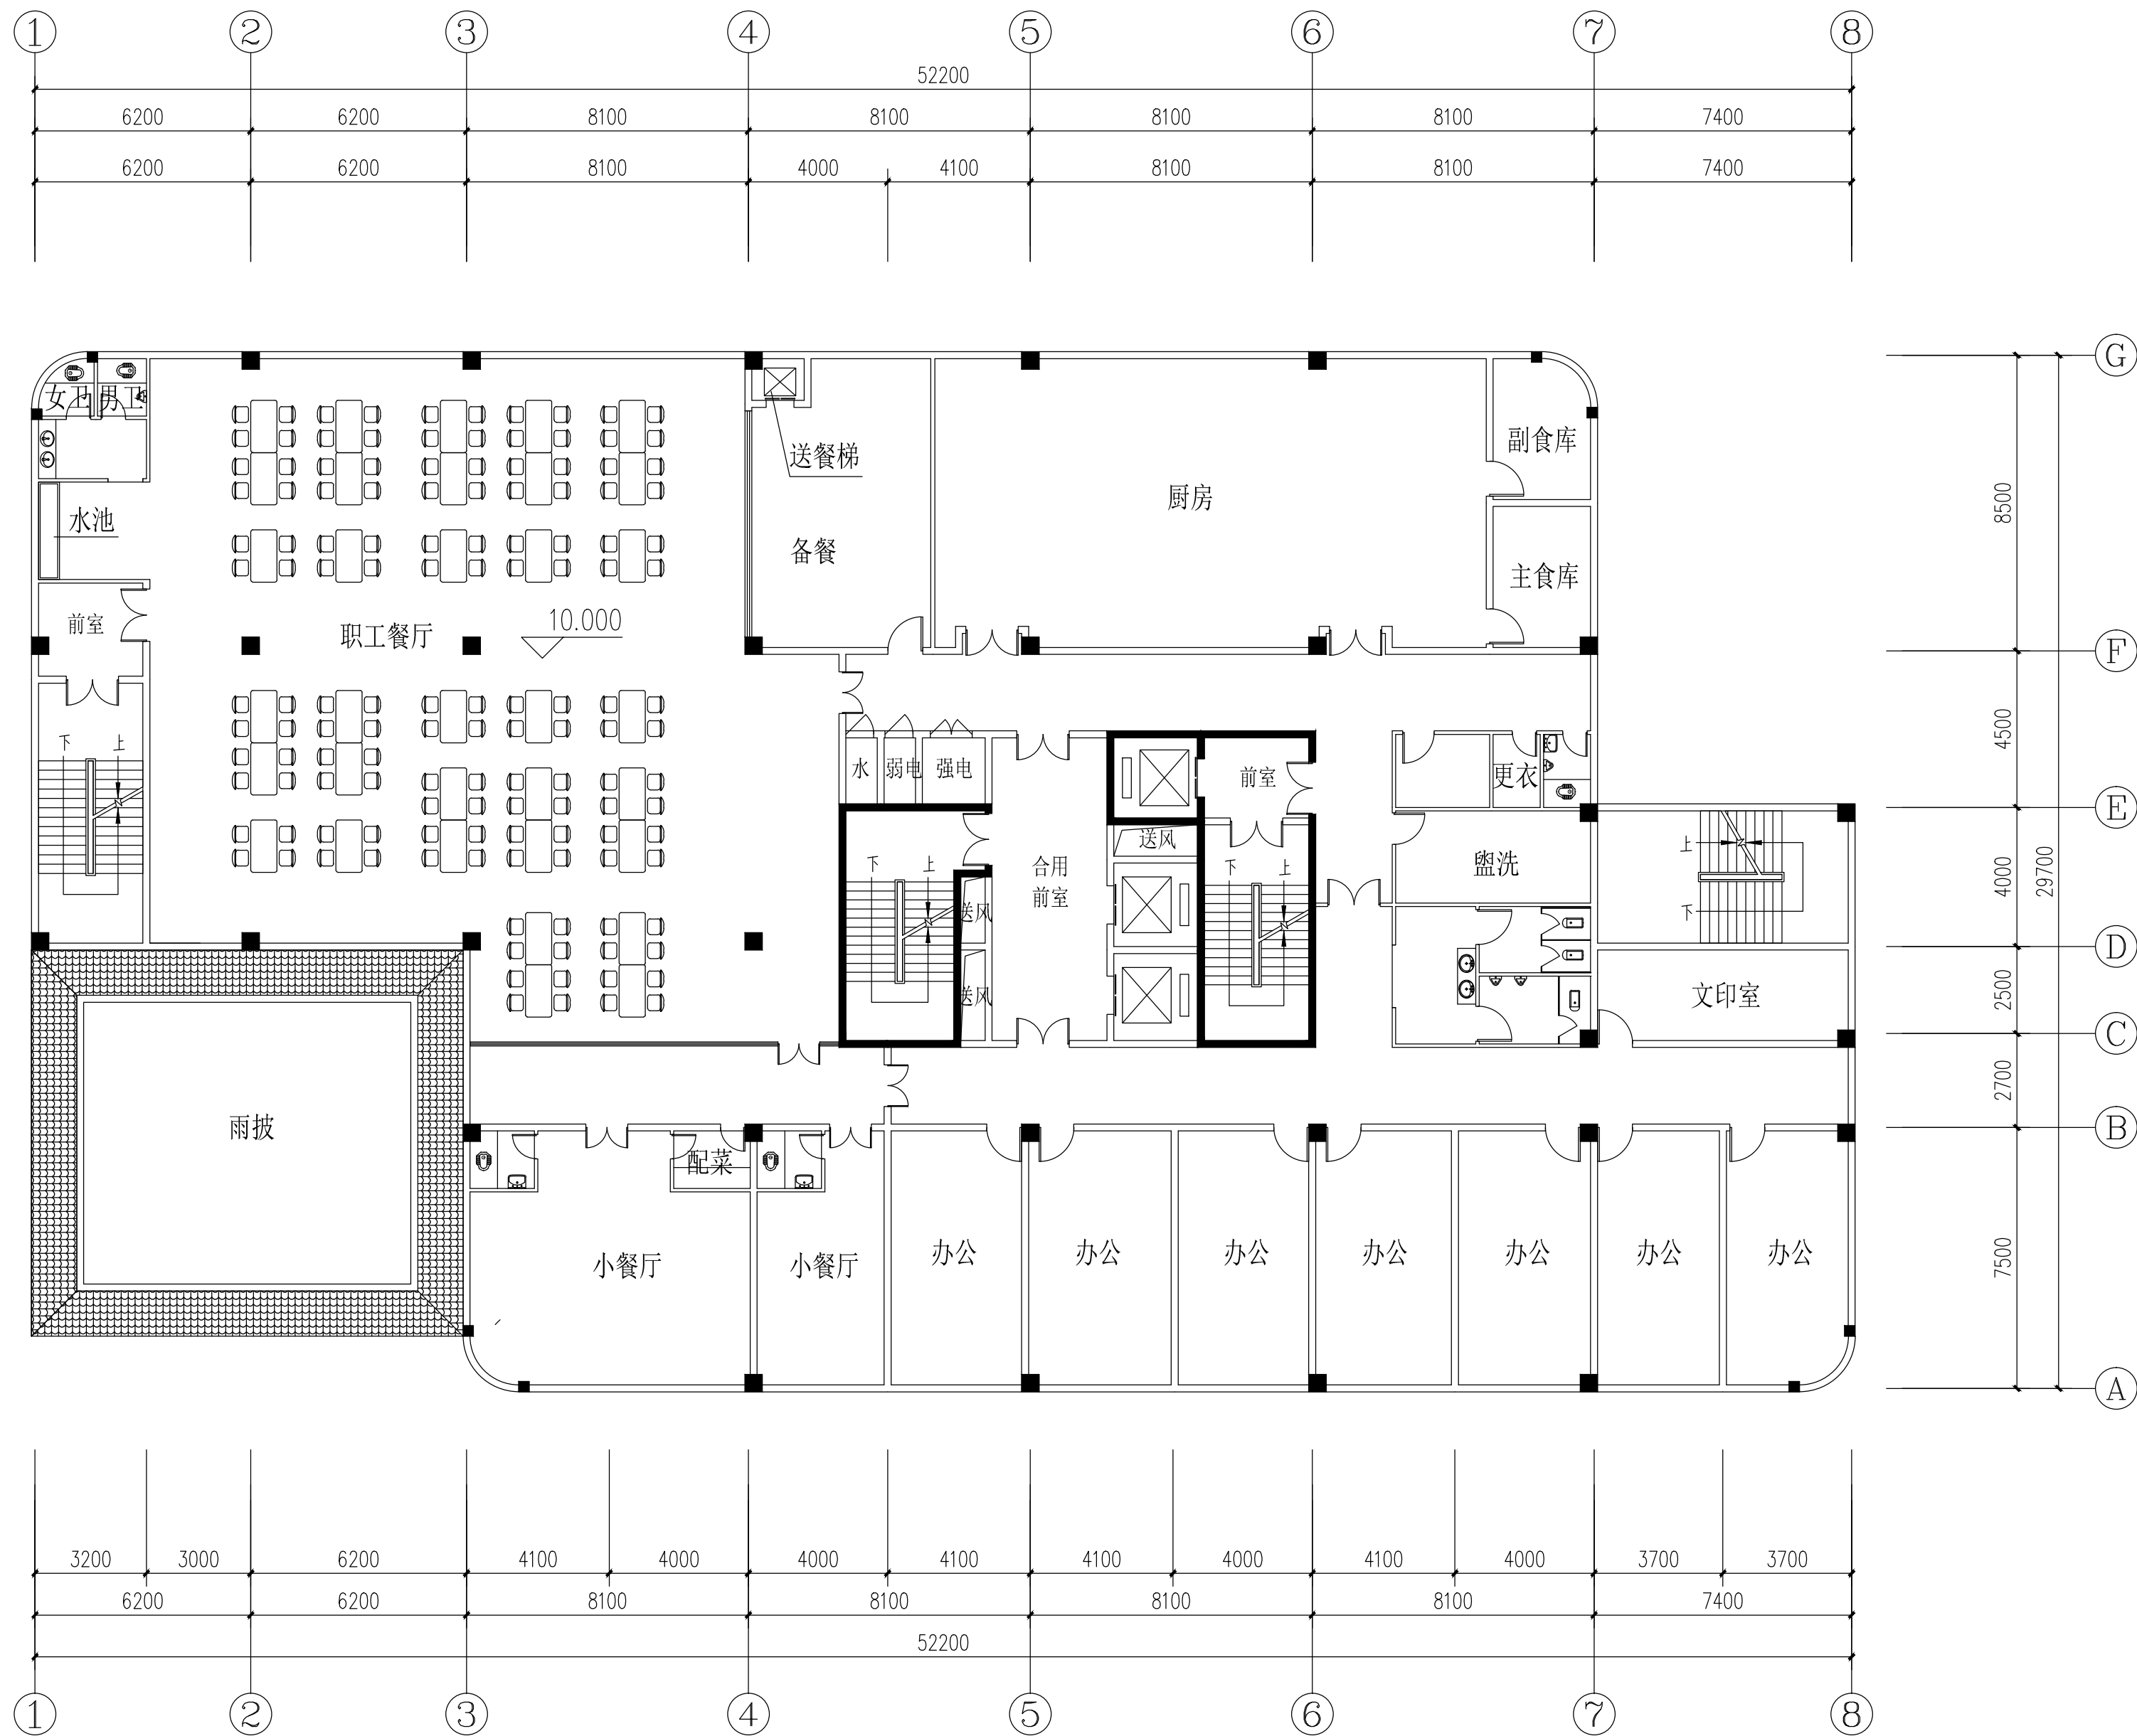 1 2 3 4 5 6 7 8
52200
6200 6200 8100 8100 8100 8100 7400
6200 6200 8100 4000 4100 8100 8100 7400
G
女卫 男卫
送餐梯
副食库
厨房
8500
水池
备餐
主食库
10.000
前室
职工餐厅
F
下 上
4500
水 弱电 强电
前室
更衣
E
送风
上
盥洗
合用
前室
下 上
下 上
4000
29700
送风
下
D
送风
文印室
2500
C
2700
雨披
B
配菜
小餐厅 小餐厅 办公 办公 办公 办公 办公 办公 办公
7500
A
3200 3000 6200 4100 4000 4000 4100 4100 4000 4100 4000 3700 3700
6200 6200 8100 8100 8100 8100 7400
52200
1 2 3 4 5 6 7 8